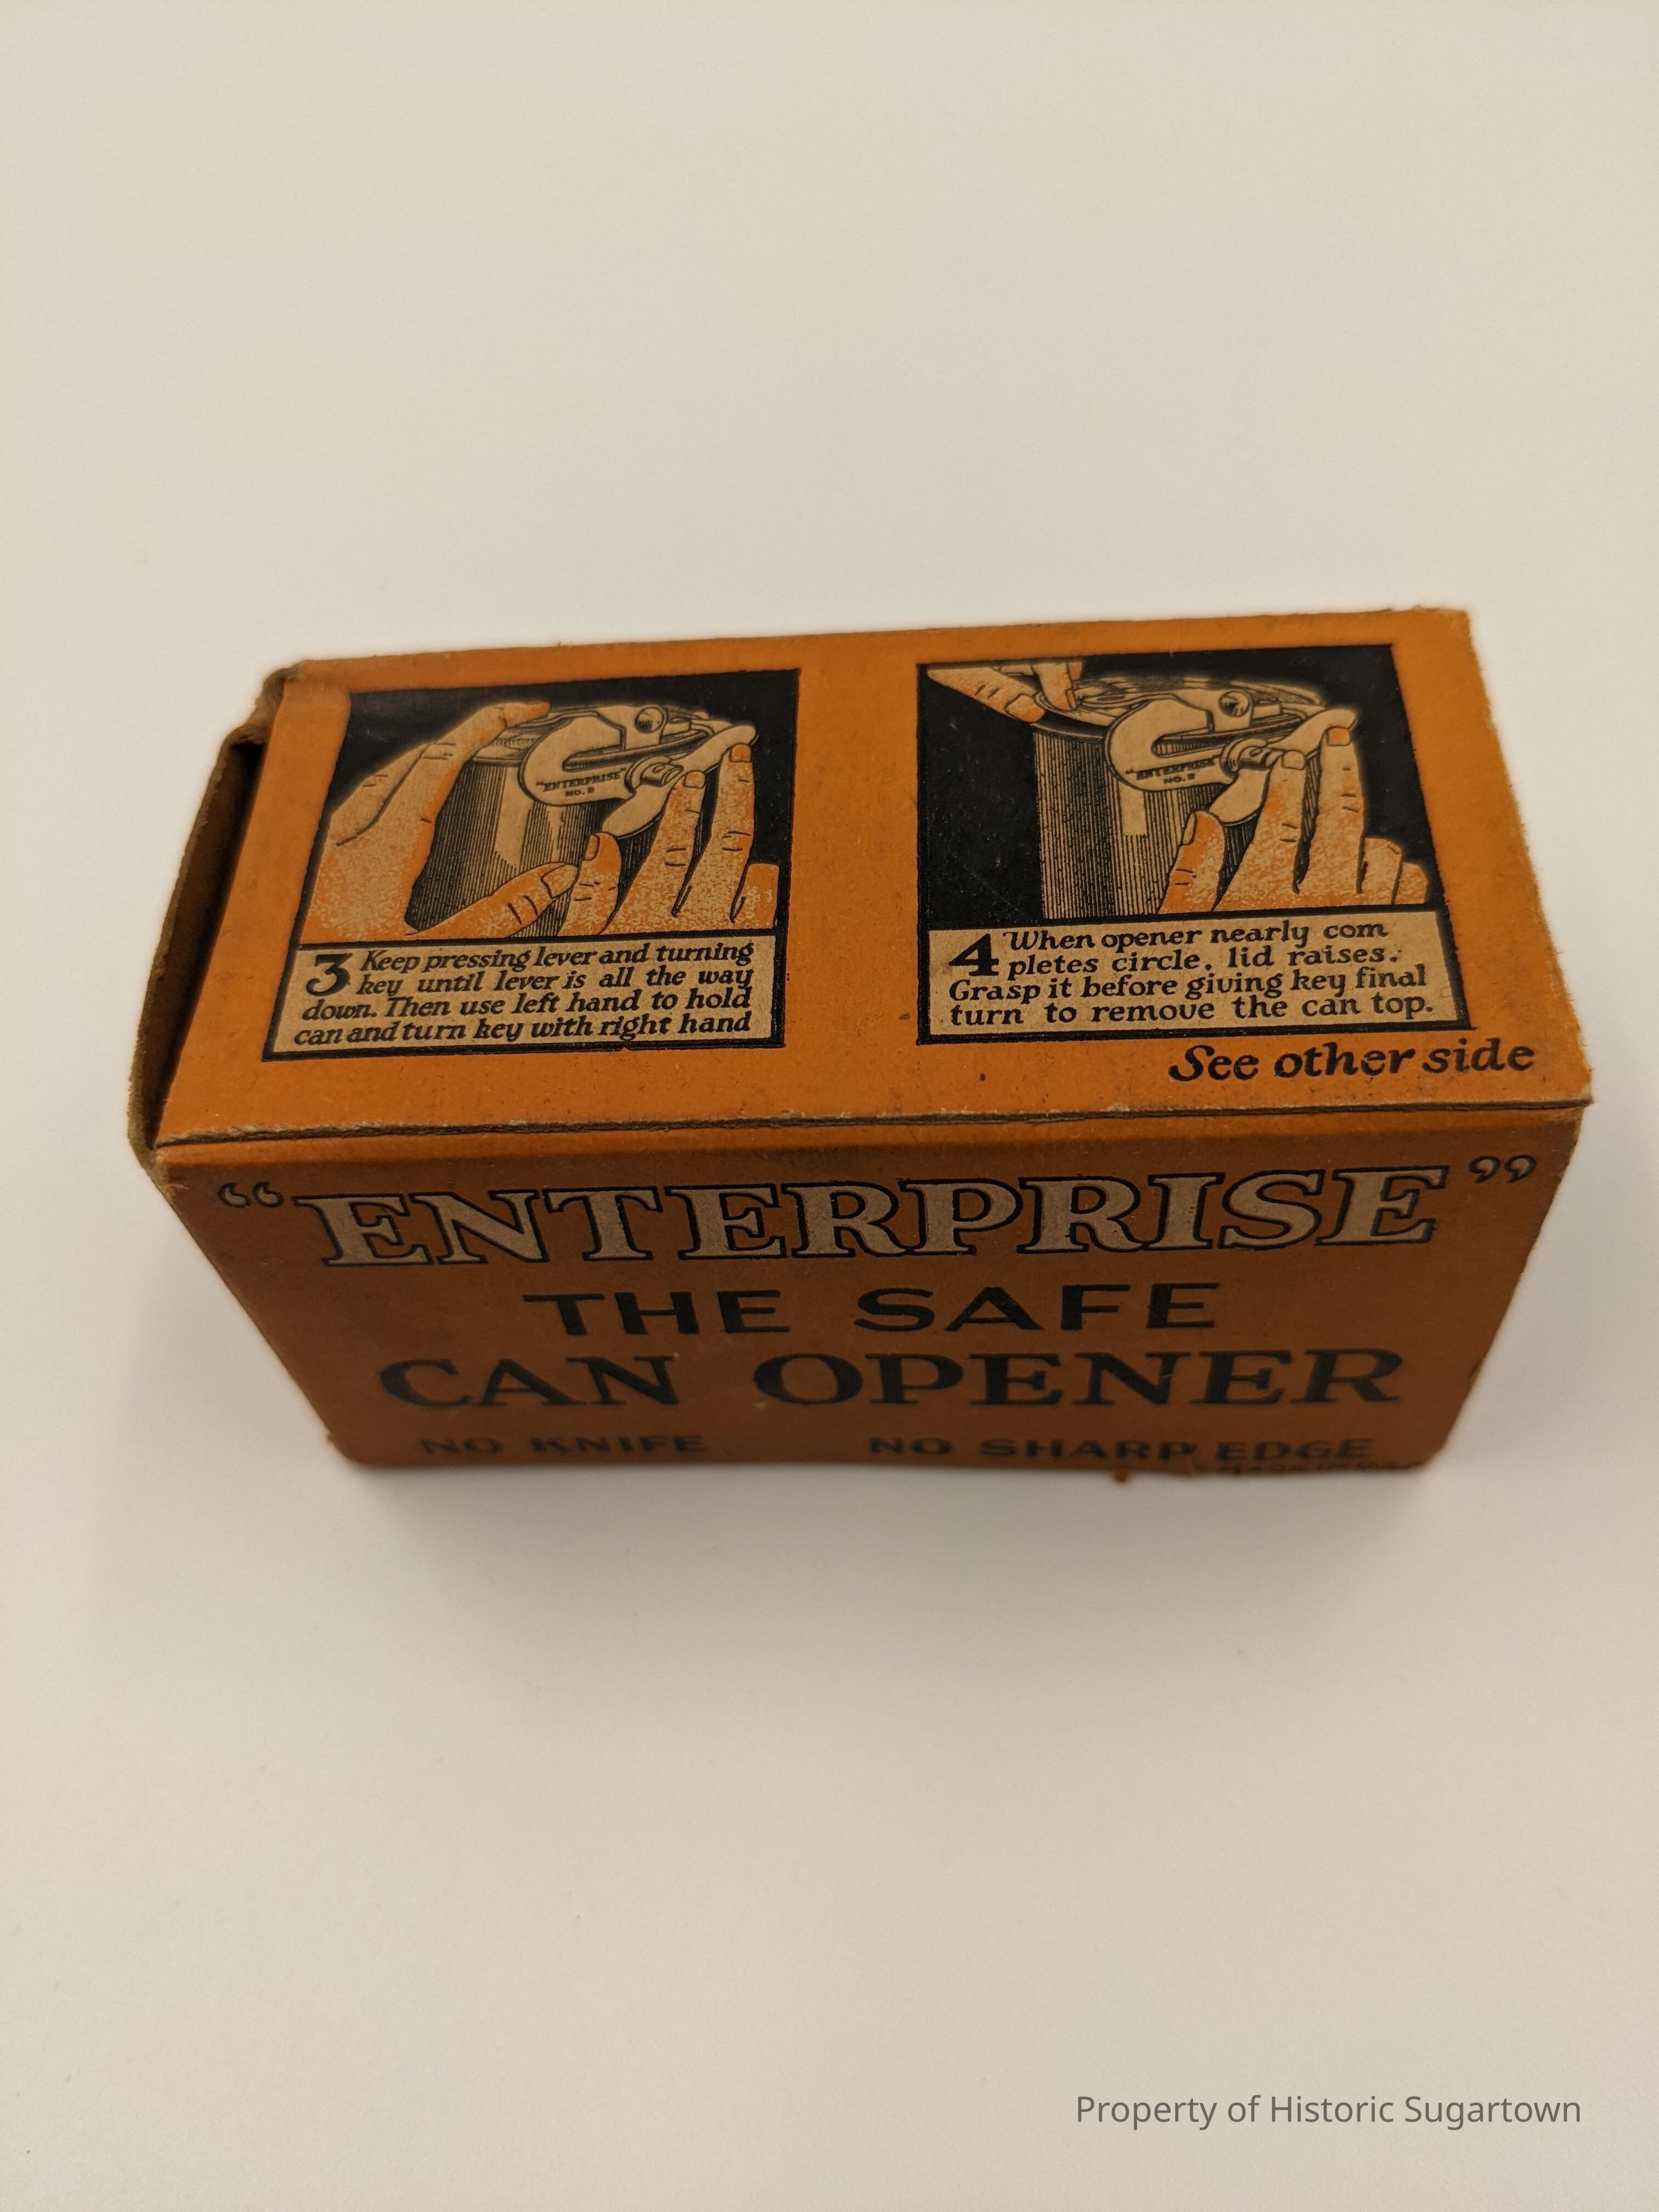 "ENTERPRISE"
NO. 2
3 Keep pressing lever and turning
key until lever is all the way
down. Then use left hand to hold
can and turn key with right hand
"ENTERPRISE"
NO. 2
4 When opener nearly com
pletes circle, lid raises.
Grasp it before giving key final
turn to remove the can top.
See other side
"ENTERPRISE"
THE SAFE
CAN OPENER
NO KNIFE NO SHARP EDGE
Property of Historic Sugartown